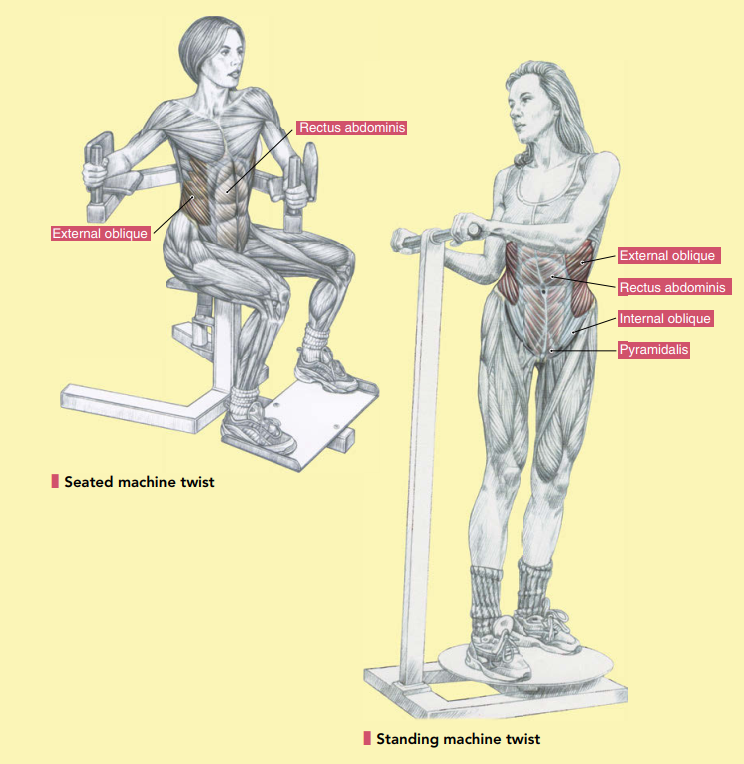 Rectus abdominis
External oblique
Seated machine twist
External oblique
Rectus abdominis
Internal oblique
Pyramidalis
Standing machine twist